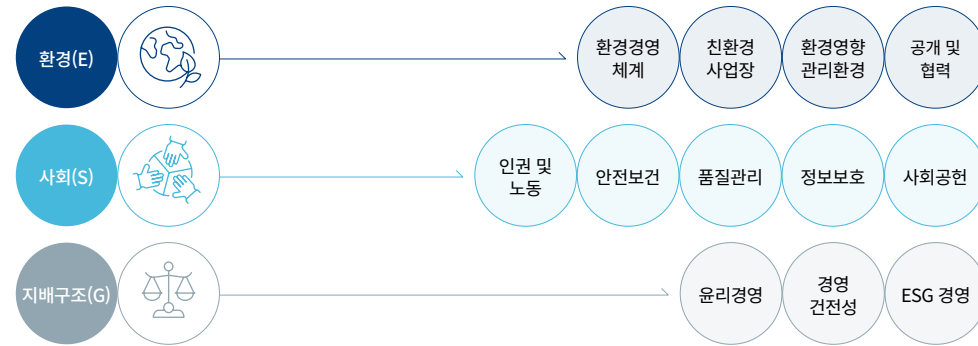 환경(E)
환경경영
체계
친환경
사업장
환경영향
관리환경
공개 및
협력
사회(S)
인권 및
노동
안전보건
품질관리
정보보호
사회공헌
지배구조(G)
윤리경영
경영
건전성
ESG 경영